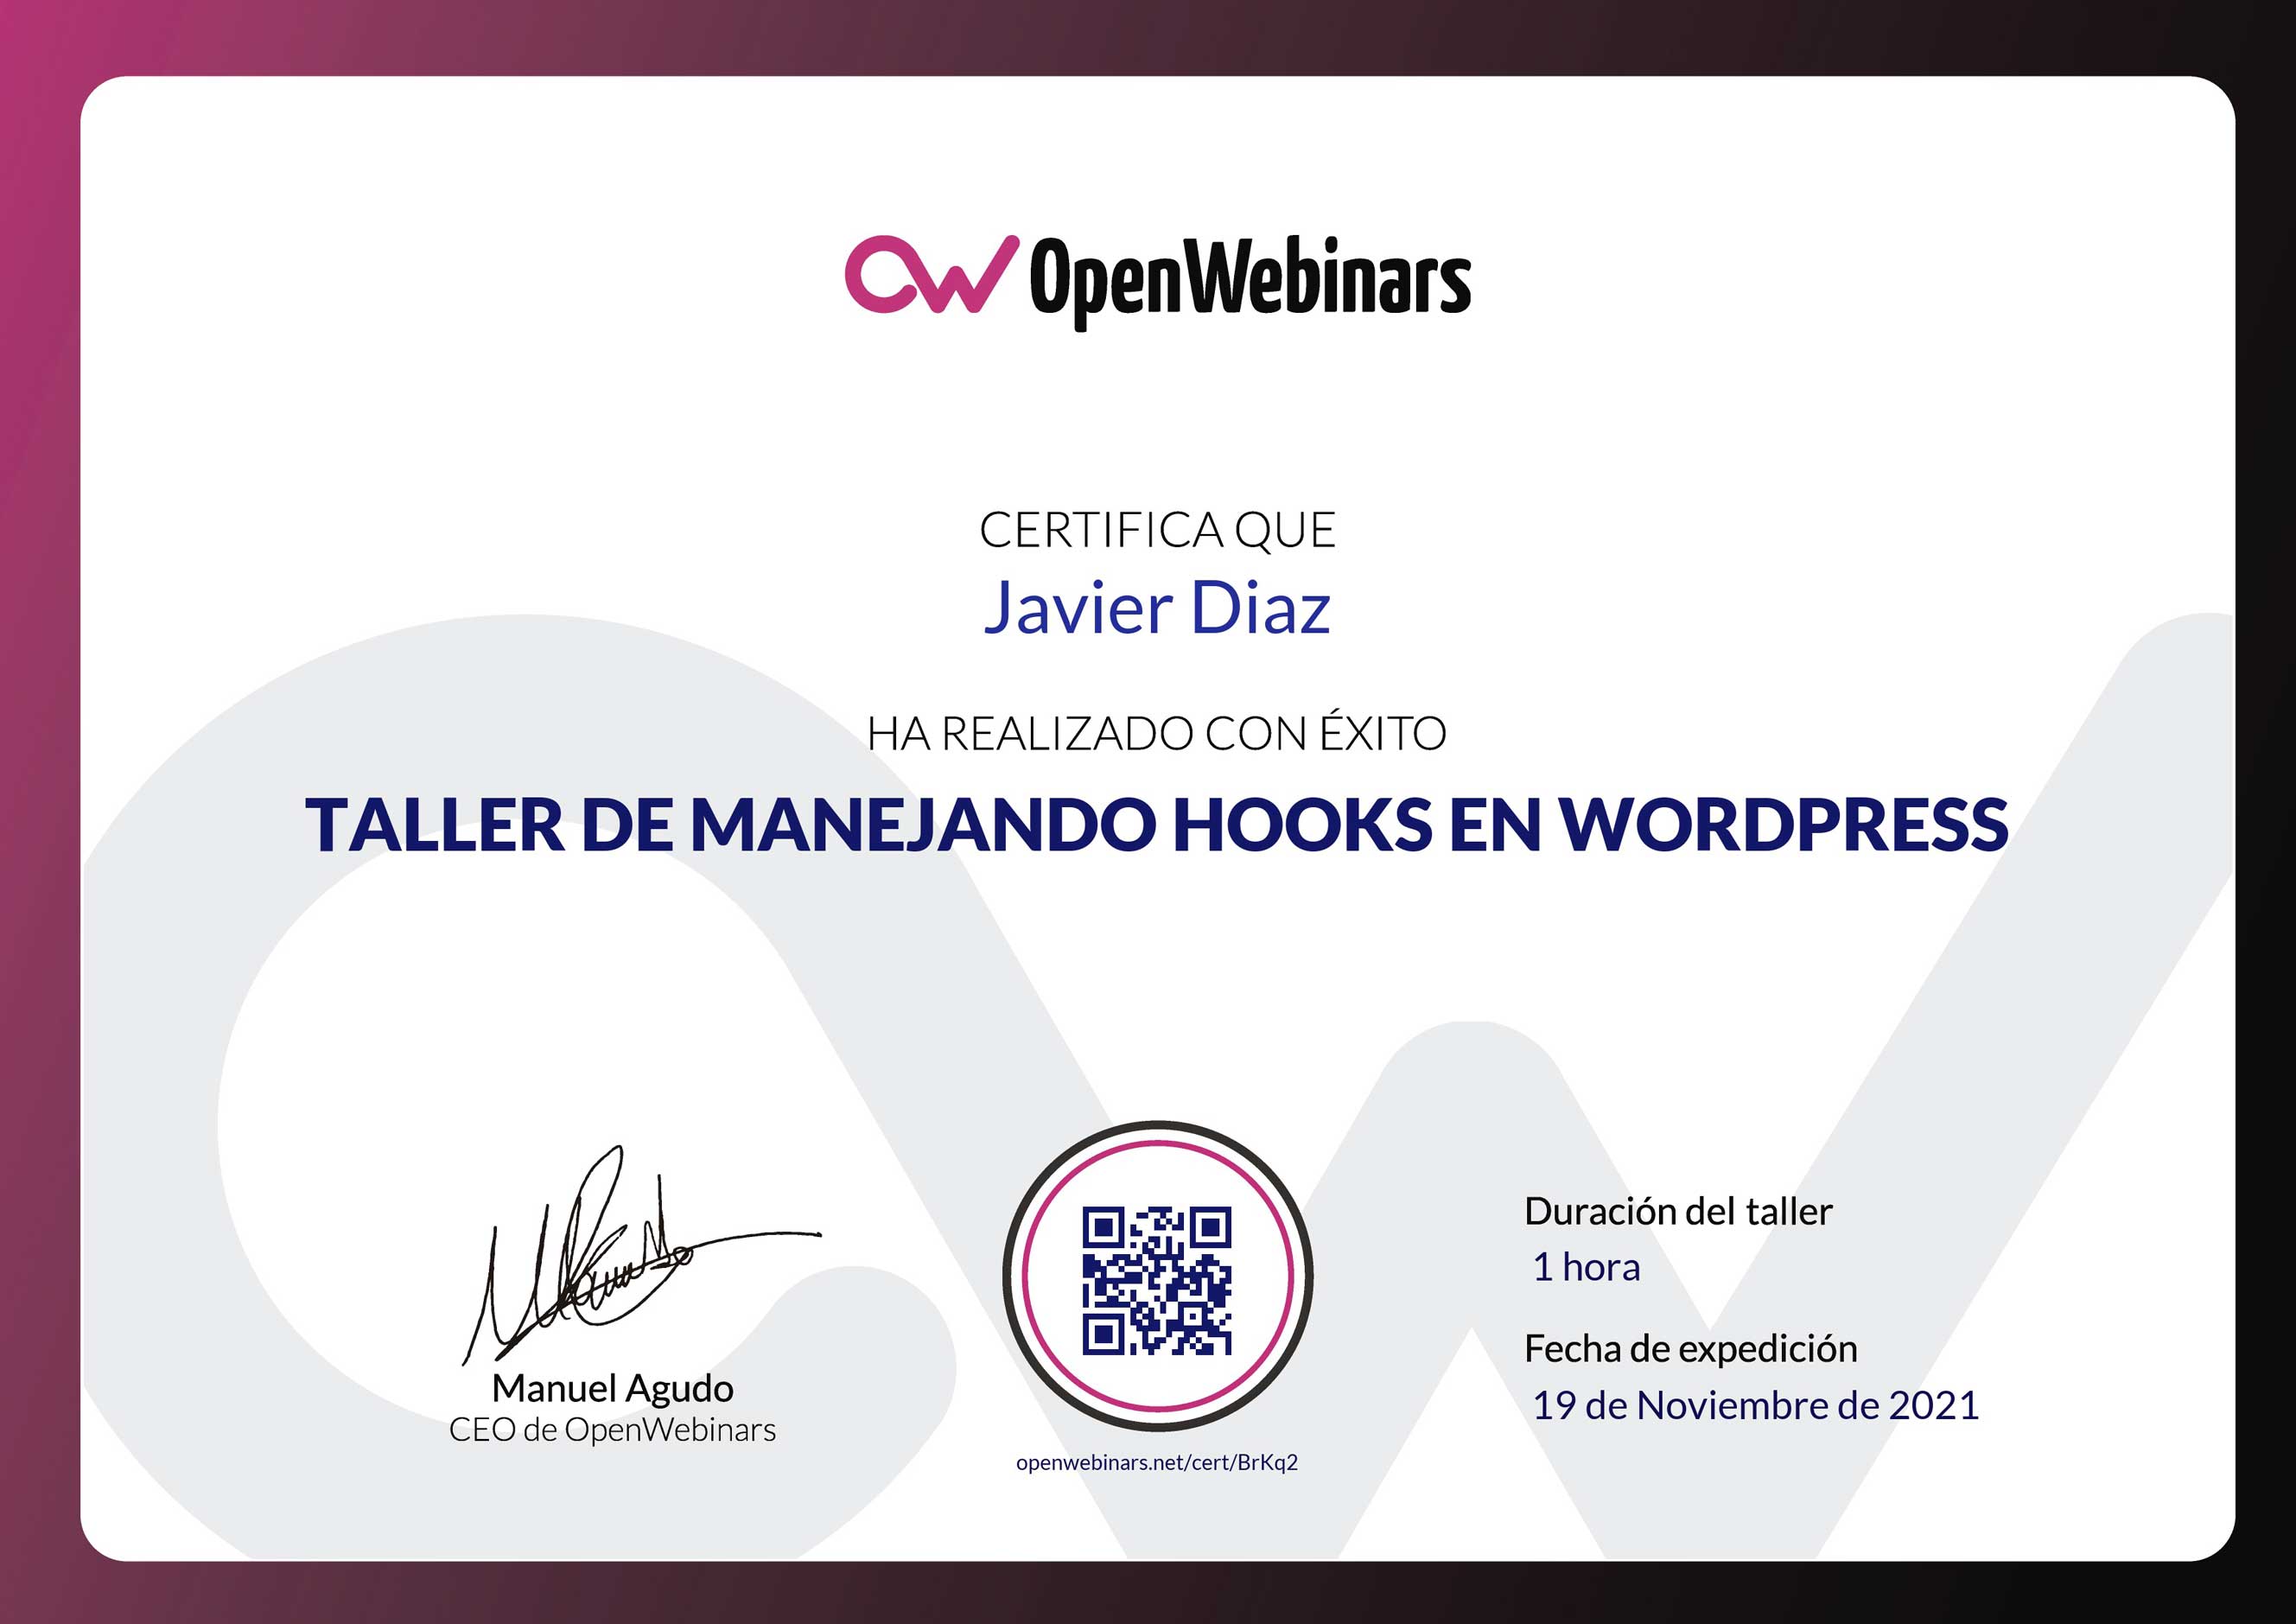 OpenWebinars
CERTIFICA QUE
Javier Diaz
HA REALIZADO CON ÉXITO
TALLER DE MANEJANDO HOOKS EN WORDPRESS
Manuel Agudo
CEO de OpenWebinars
openwebinars.net/cert/BrKq2
Duración del taller
1 hora
Fecha de expedición
19 de Noviembre de 2021